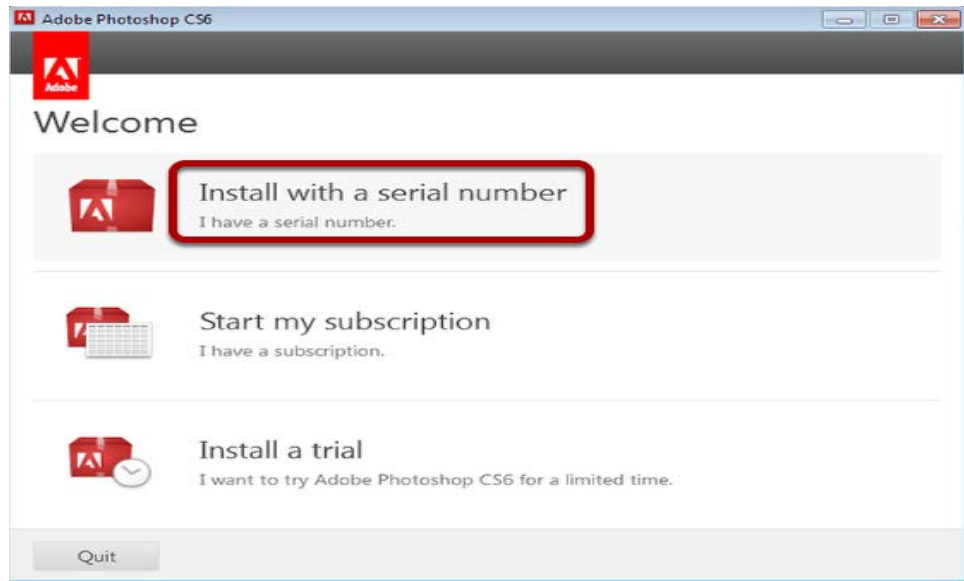 Adobe Photoshop CS6
Adobe
Welcome
Install with a serial number
I have a serial number.
Start my subscription
I have a subscription.
Install a trial
I want to try Adobe Photoshop CS6 for a limited time.
Quit